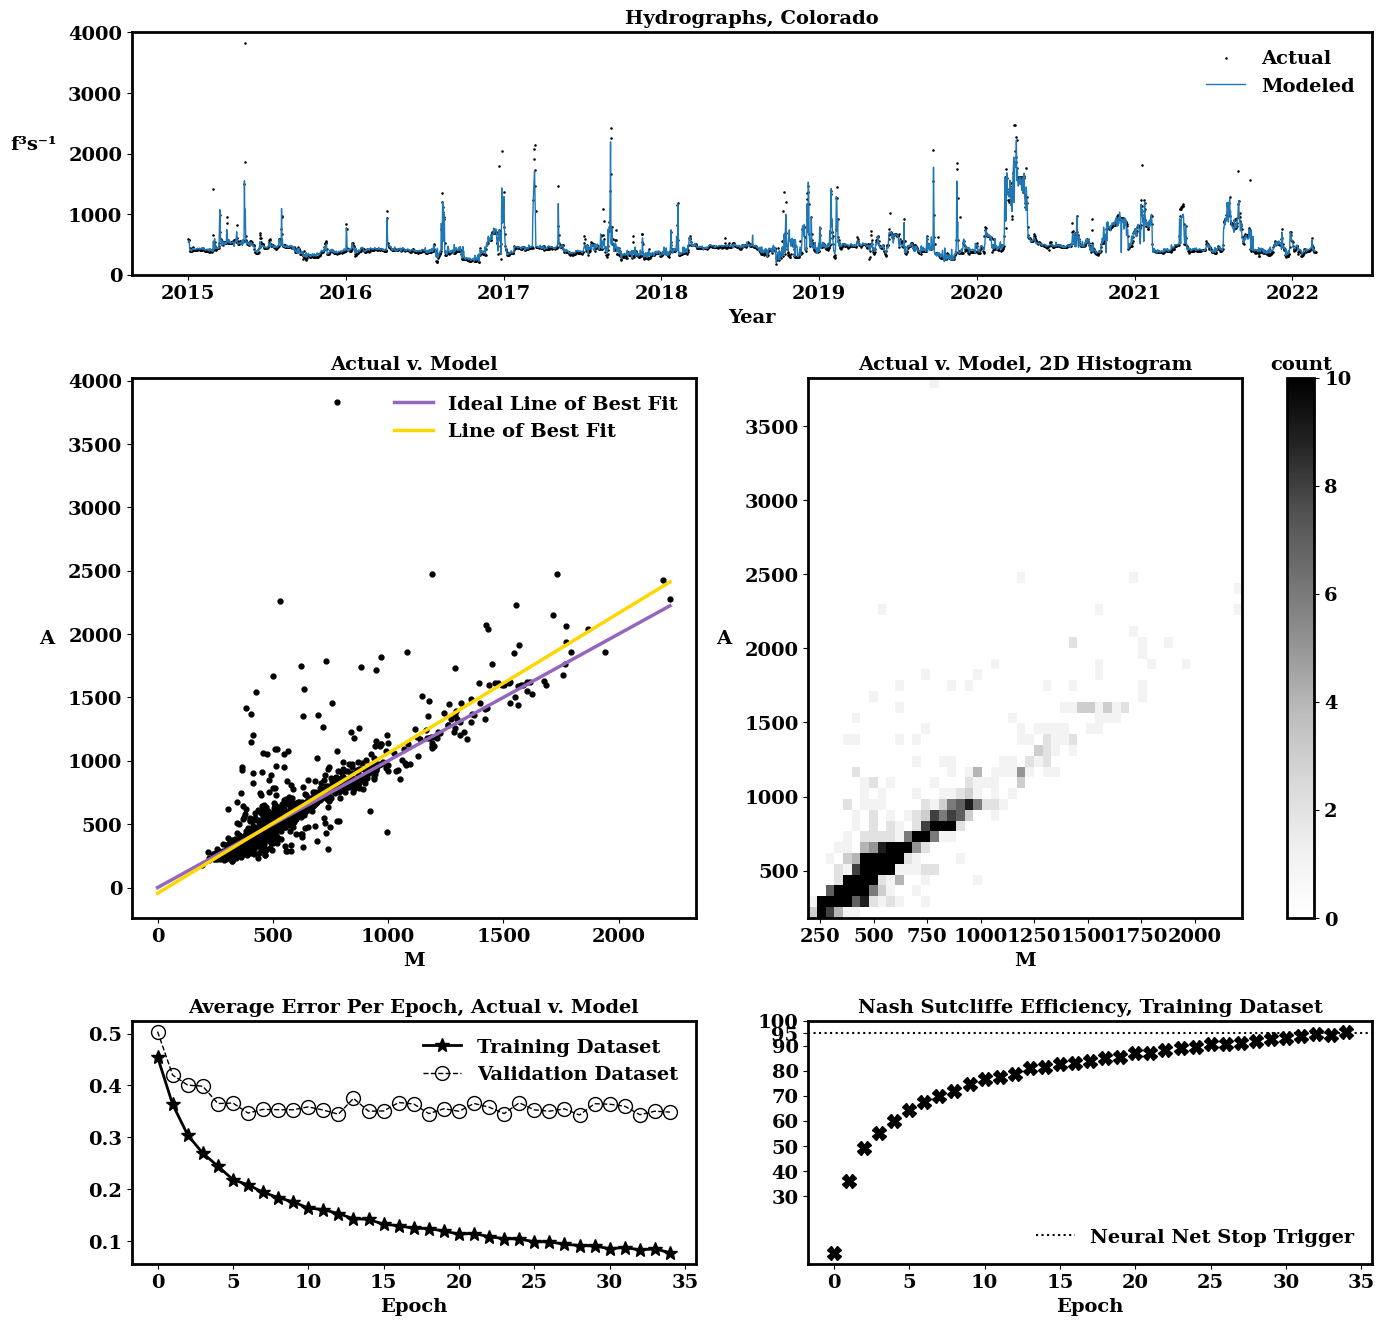 Hydrographs, Colorado
4000
3000
2000
1000
0
f³s⁻¹
Actual
Modeled
2015 2016 2017 2018 2019 2020 2021 2022
Year
Actual v. Model
4000
3500
3000
2500
2000
1500
1000
500
0
A
Ideal Line of Best Fit
Line of Best Fit
0 500 1000 1500 2000
M
Actual v. Model, 2D Histogram
3500
3000
2500
2000
1500
1000
500
A
250 500 750 1000 1250 1500 1750 2000
M
count
10
8
6
4
2
0
Average Error Per Epoch, Actual v. Model
0.5
0.4
0.3
0.2
0.1
Training Dataset
Validation Dataset
0 5 10 15 20 25 30 35
Epoch
Nash Sutcliffe Efficiency, Training Dataset
100
95
90
80
70
60
50
40
30
Neural Net Stop Trigger
0 5 10 15 20 25 30 35
Epoch